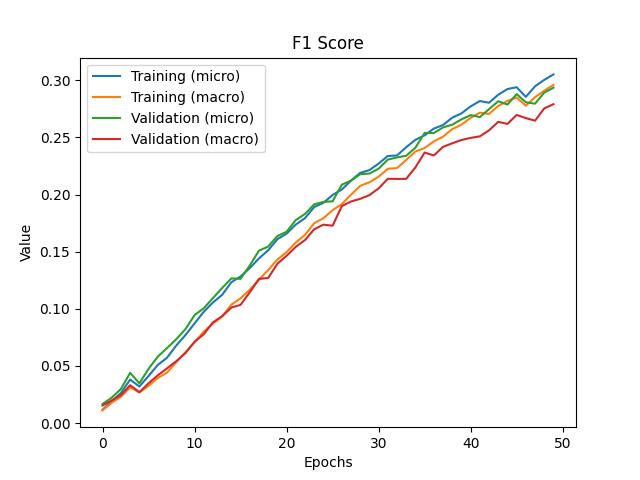 F1 Score
Training (micro)
Training (macro)
Validation (micro)
Validation (macro)
0.30
0.25
0.20
0.15
0.10
0.05
0.00
Value
0 10 20 30 40 50
Epochs